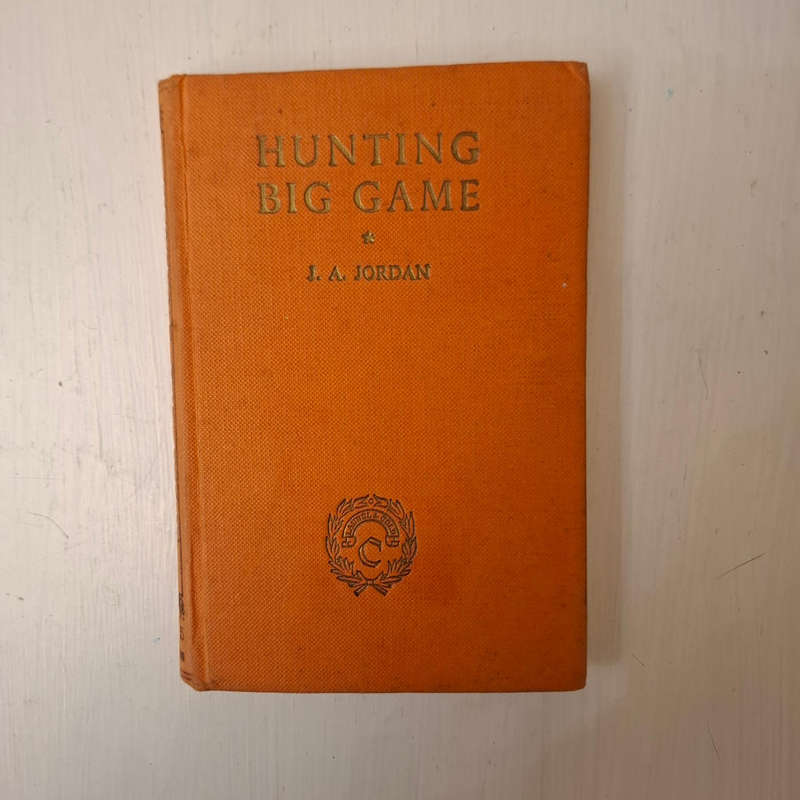 HUNTING
BIG GAME
J. A. JORDAN
C